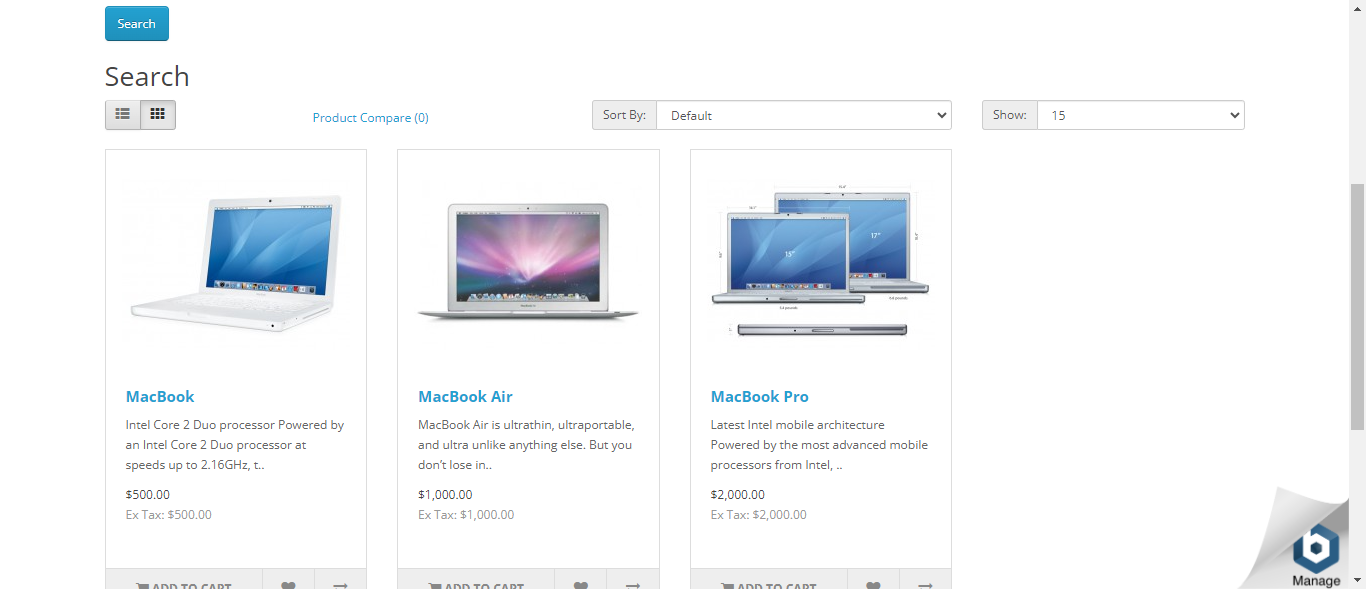 Search
Search
Product Compare (0)
Sort By:
Default
Show:
15
MacBook
Intel Core 2 Duo processor Powered by
an Intel Core 2 Duo processor at
speeds up to 2.16GHz, t..
$500.00
Ex Tax: $500.00
ADD TO CART
MacBook Air
MacBook Air is ultrathin, ultraportable,
and ultra unlike anything else. But you
don't lose in..
$1,000.00
Ex Tax: $1,000.00
ADD TO CART
15"
17"
MacBook Pro
Latest Intel mobile architecture
Powered by the most advanced mobile
processors from Intel, ..
$2,000.00
Ex Tax: $2,000.00
ADD TO CART
b
Manage